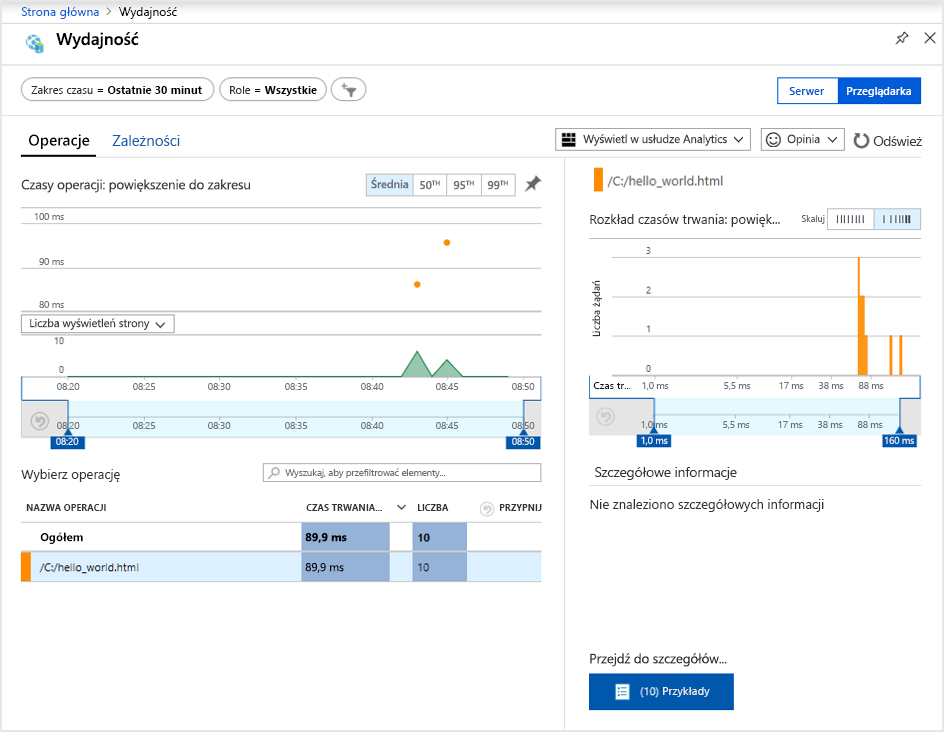 Strona główna > Wydajność
Wydajność
Zakres czasu = Ostatnie 30 minut
Role = Wszystkie
Serwer
Przeglądarka
Operacje
Zależności
Wyświetl w usłudze Analytics
Opinia
Odśwież
Czasy operacji: powiększenie do zakresu
Średnia
50TH
95TH
99TH
100 ms
90 ms
80 ms
Liczba wyświetleń strony
10
0
08:20 08:25 08:30 08:35 08:40 08:45 08:50
08:20 08:25 08:30 08:35 08:40 08:45 08:50
08:20 08:50
Wybierz operację
Wyszukaj, aby przefiltrować elementy...
NAZWA OPERACJI CZAS TRWANIA... LICZBA PRZYPNIJ
Ogółem 89,9 ms 10
/C:/hello_world.html 89,9 ms 10
/C:/hello_world.html
Rozkład czasów trwania: powięk...
Skaluj
Liczba żądań
3
2
1
0
Czas tr... 1,0 ms 5,5 ms 17 ms 38 ms 88 ms
1,0 ms 5,5 ms 17 ms 38 ms 88 ms
1,0 ms 160 ms
Szczegółowe informacje
Nie znaleziono szczegółowych informacji
Przejdź do szczegółów...
(10) Przykłady